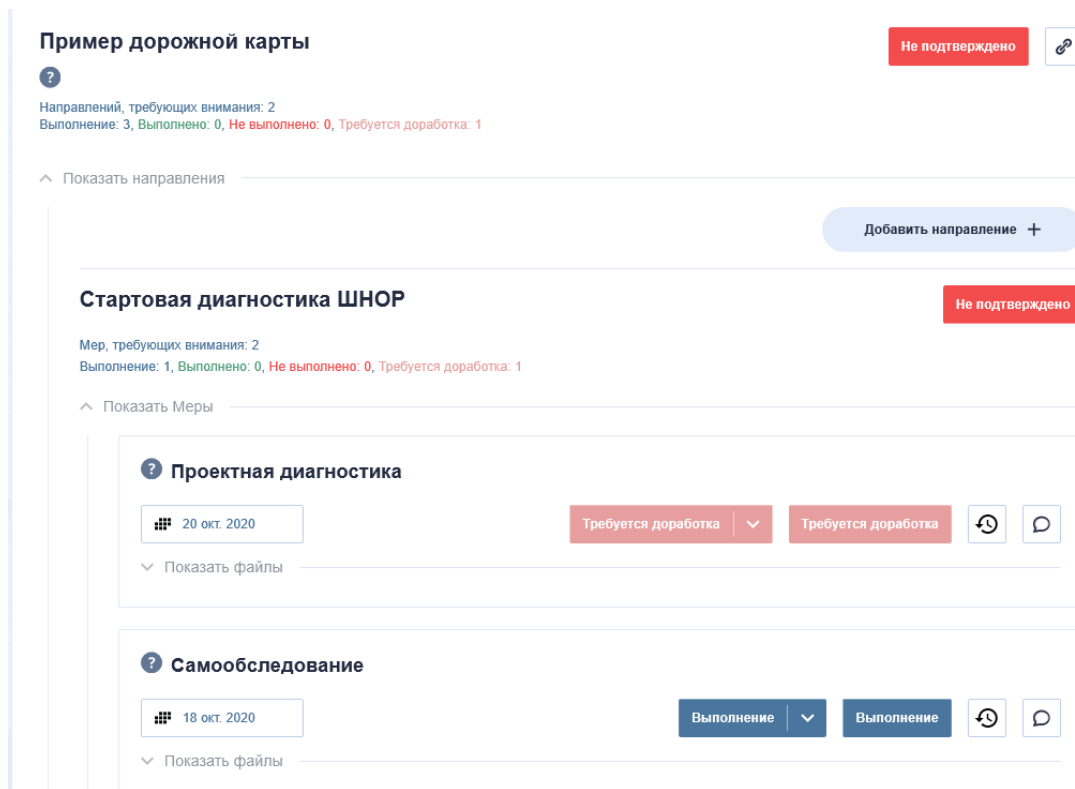 Пример дорожной карты
Не подтверждено
?
Направлений, требующих внимания: 2
Выполнение: 3, Выполнено: 0, Не выполнено: 0, Требуется доработка: 1
Показать направления
Добавить направление +
Стартовая диагностика ШНОР
Не подтверждено
Мер, требующих внимания: 2
Выполнение: 1, Выполнено: 0, Не выполнено: 0, Требуется доработка: 1
Показать Меры
? Проектная диагностика
20 окт. 2020 Требуется доработка Требуется доработка
Показать файлы
? Самообследование
18 окт. 2020 Выполнение Выполнение
Показать файлы